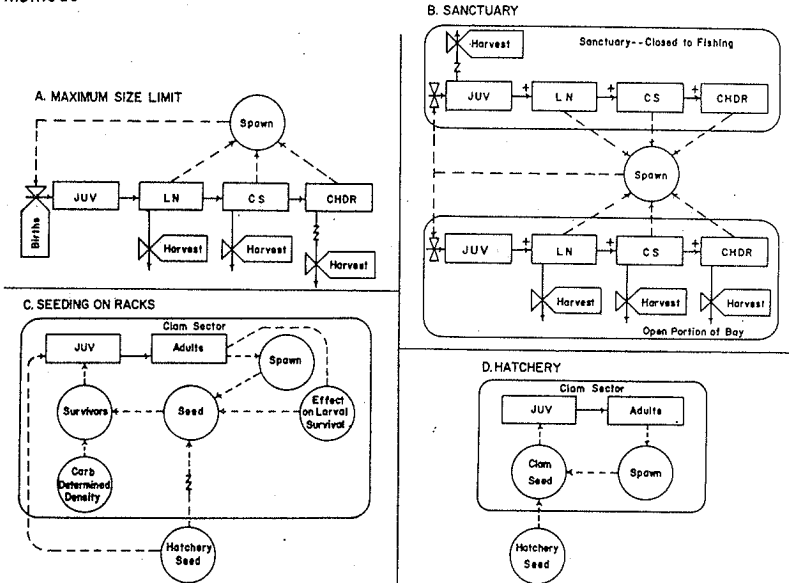 A. MAXIMUM SIZE LIMIT
Spawn
JUV
LN
CS
CHDR
Births
Harvest
Harvest
Harvest
B. SANCTUARY
Harvest
Sanctuary--Closed to Fishing
JUV
+
LN
+
CS
+
CHDR
Spawn
JUV
+
LN
+
CS
+
CHDR
Harvest
Harvest
Harvest
Open Portion of Bay
C. SEEDING ON RACKS
Clam Sector
JUV
Adults
Spawn
Survivors
Seed
Effect
on Larval
Survival
Carb
Determined
Density
Hatchery
Seed
D. HATCHERY
Clam Sector
JUV
Adults
Clam
Seed
Spawn
Hatchery
Seed